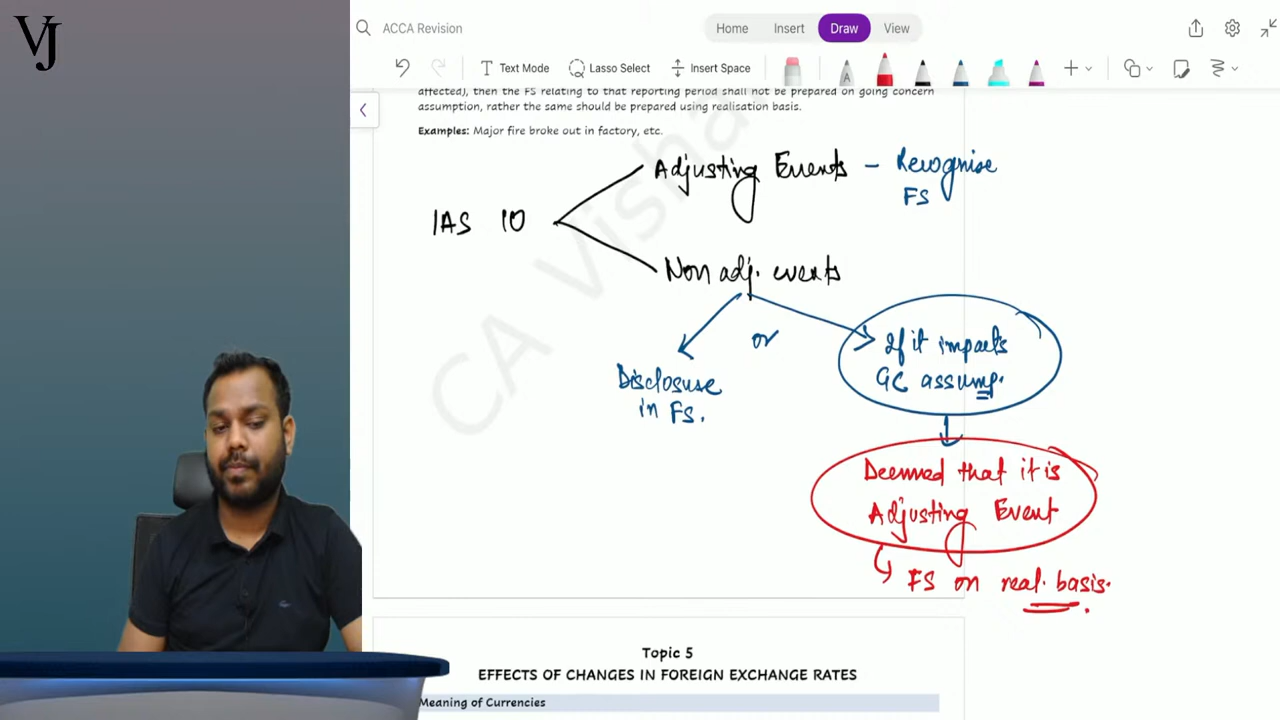 VJ
ACCA Revision
Home Insert Draw View
Text Mode Lasso Select Insert Space
affected), then the FS relating to that reporting period shall not be prepared on going concern
assumption, rather the same should be prepared using realisation basis.
Examples: Major fire broke out in factory, etc.
Adjusting Events – Recognise
FS
IAS 10
Non adj. events
or
If it impacts
GC assump.
Disclosure
in FS.
Deemed that it is
Adjusting Event
FS on real. basis.
CA Visha
Topic 5
EFFECTS OF CHANGES IN FOREIGN EXCHANGE RATES
Meaning of Currencies